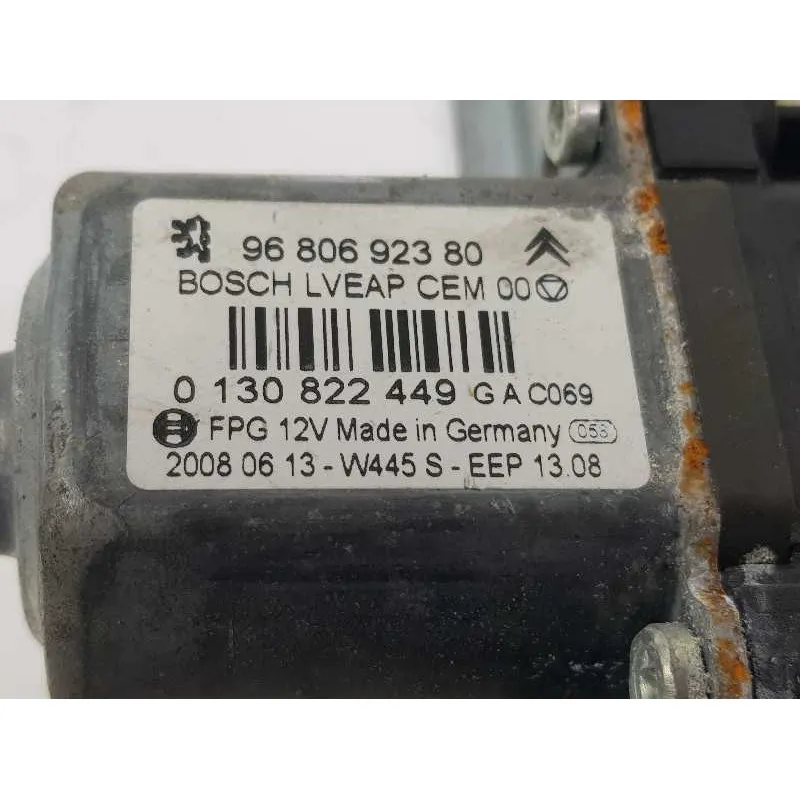 96 806 923 80
BOSCH LVEAP CEM 00
0 130 822 449 G A C069
FPG 12V Made in Germany 056
2008 06 13 - W445 S - EEP 13.08